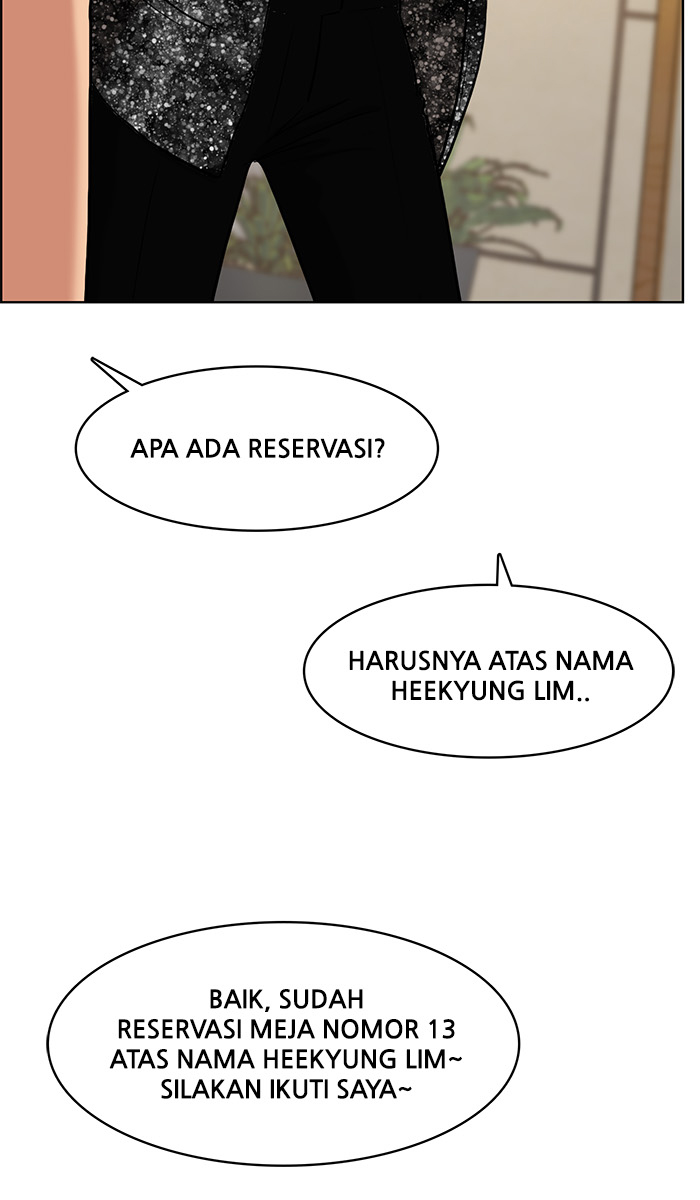 APA ADA RESERVASI?
HARUSNYA ATAS NAMA
HEEKYUNG LIM..
BAIK, SUDAH
RESERVASI MEJA NOMOR 13
ATAS NAMA HEEKYUNG LIM~
SILAKAN IKUTI SAYA~